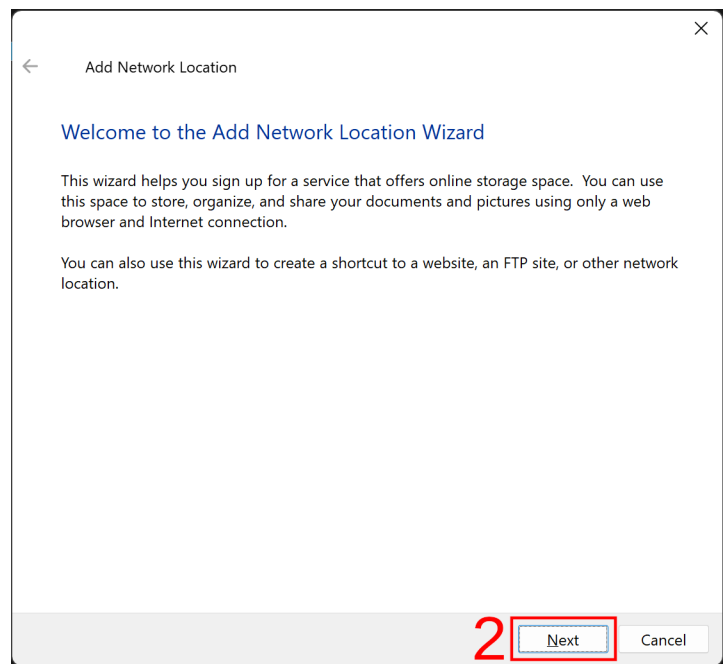 Add Network Location
Welcome to the Add Network Location Wizard
This wizard helps you sign up for a service that offers online storage space.  You can use
this space to store, organize, and share your documents and pictures using only a web
browser and Internet connection.
You can also use this wizard to create a shortcut to a website, an FTP site, or other network
location.
2 Next Cancel